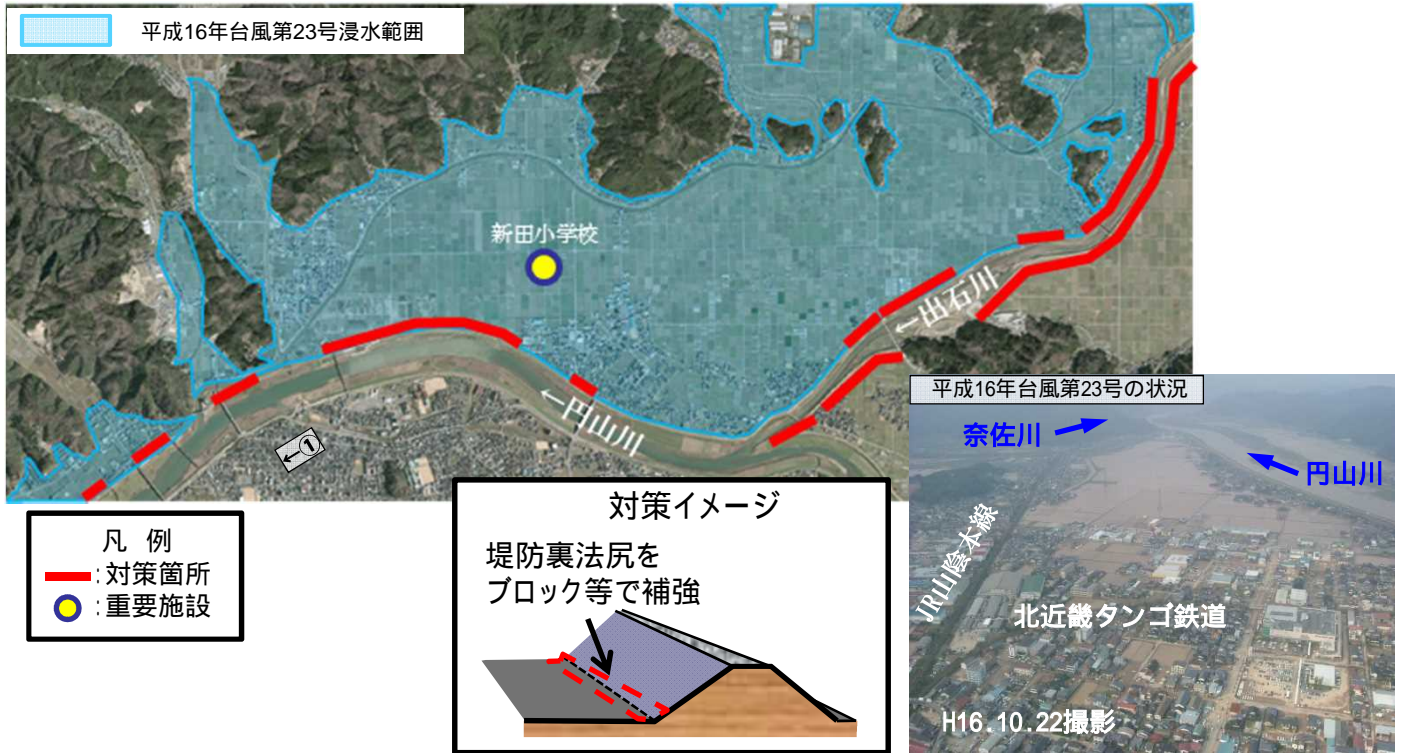 平成16年台風第23号浸水範囲
新田小学校
←出石川
←円山川
①
凡 例
:対策箇所
:重要施設
対策イメージ
堤防裏法尻を
ブロック等で補強
平成16年台風第23号の状況
奈佐川
円山川
JR山陰本線
北近畿タンゴ鉄道
H16.10.22撮影